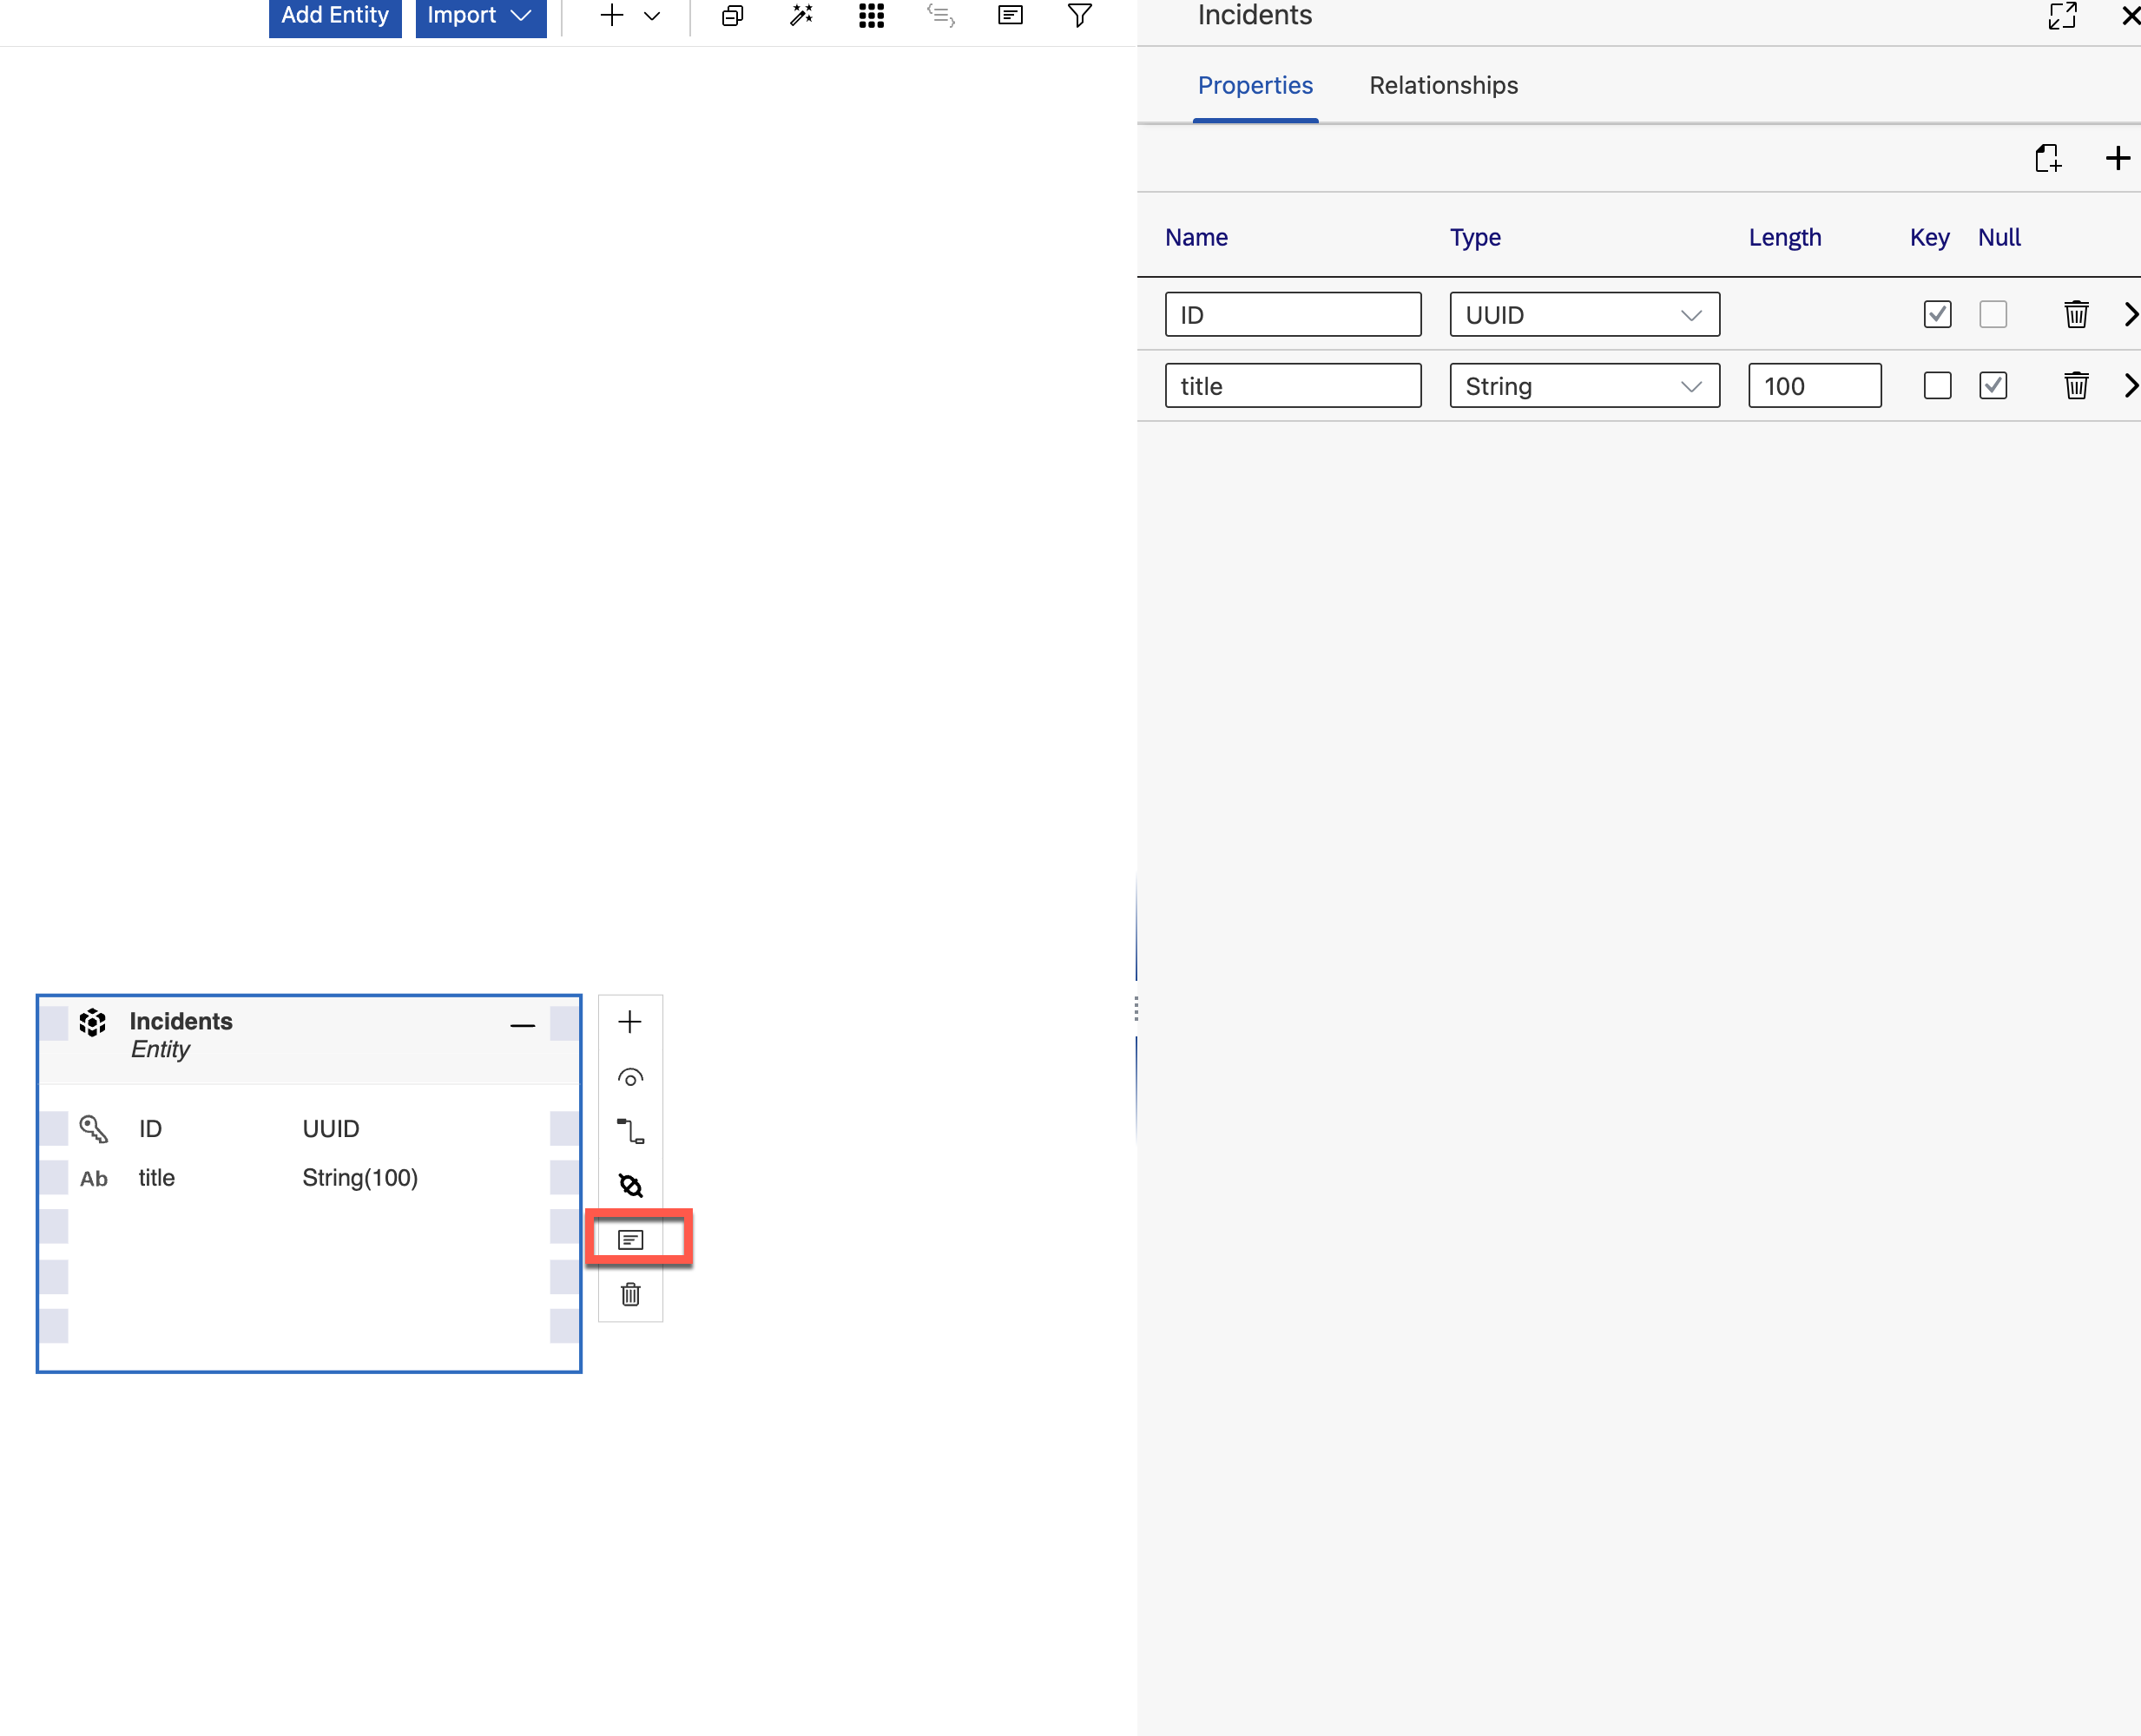 Add Entity Import
Incidents
Properties Relationships
Name Type Length Key Null
ID UUID
title String 100
Incidents
Entity
ID UUID
Ab title String(100)